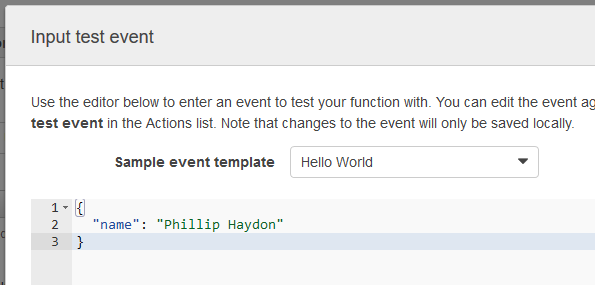 Input test event
Use the editor below to enter an event to test your function with. You can edit the event ag
test event in the Actions list. Note that changes to the event will only be saved locally.
Sample event template Hello World
1 {
2 "name": "Phillip Haydon"
3 }